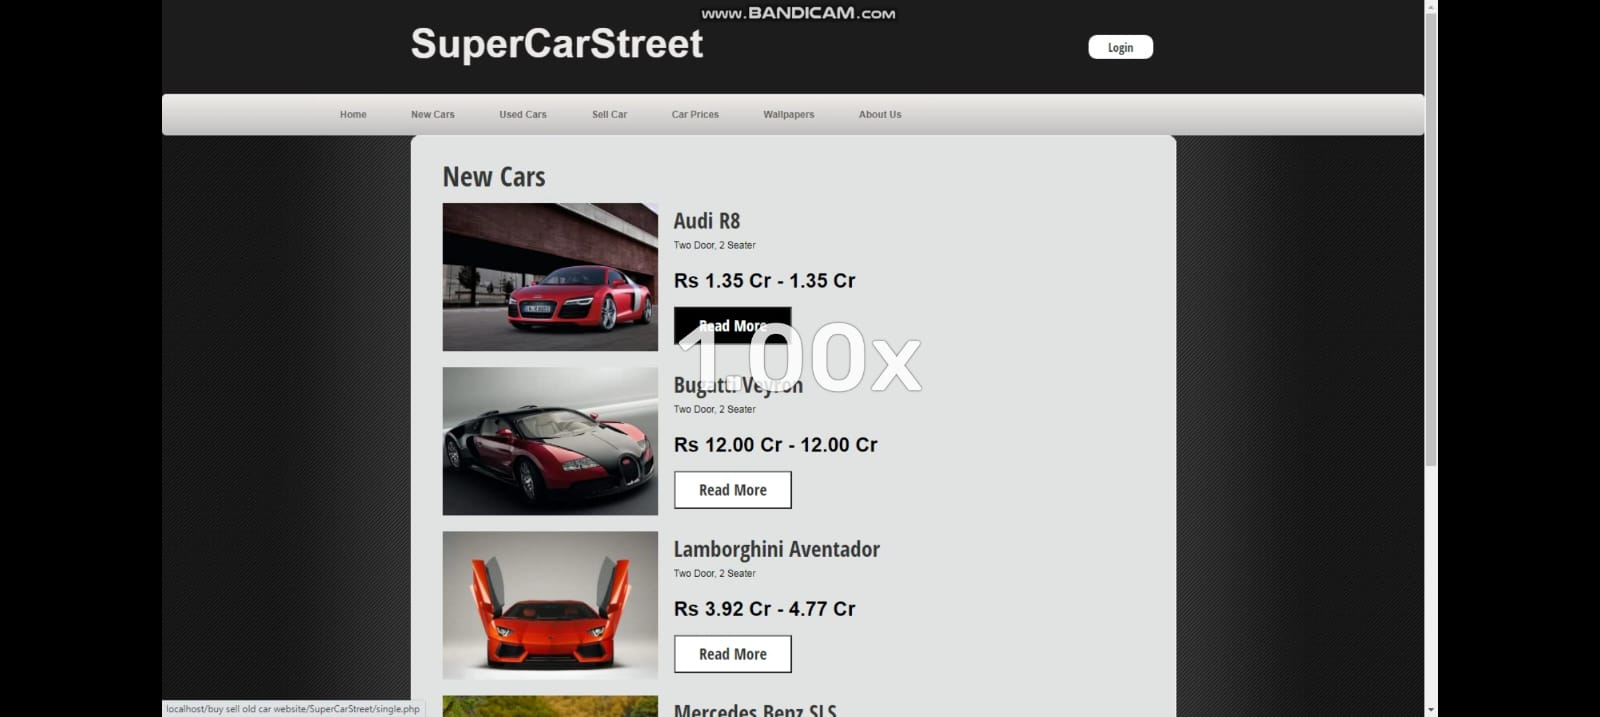 WWW.BANDICAM.COM
SuperCarStreet
Login
Home New Cars Used Cars Sell Car Car Prices Wallpapers About Us
New Cars
Audi R8
Two Door, 2 Seater
Rs 1.35 Cr - 1.35 Cr
Read More
1.00x
Bugatti Veyron
Two Door, 2 Seater
Rs 12.00 Cr - 12.00 Cr
Read More
Lamborghini Aventador
Two Door, 2 Seater
Rs 3.92 Cr - 4.77 Cr
Read More
Mercedes Benz SLS
localhost/buy sell old car website/SuperCarStreet/single.php